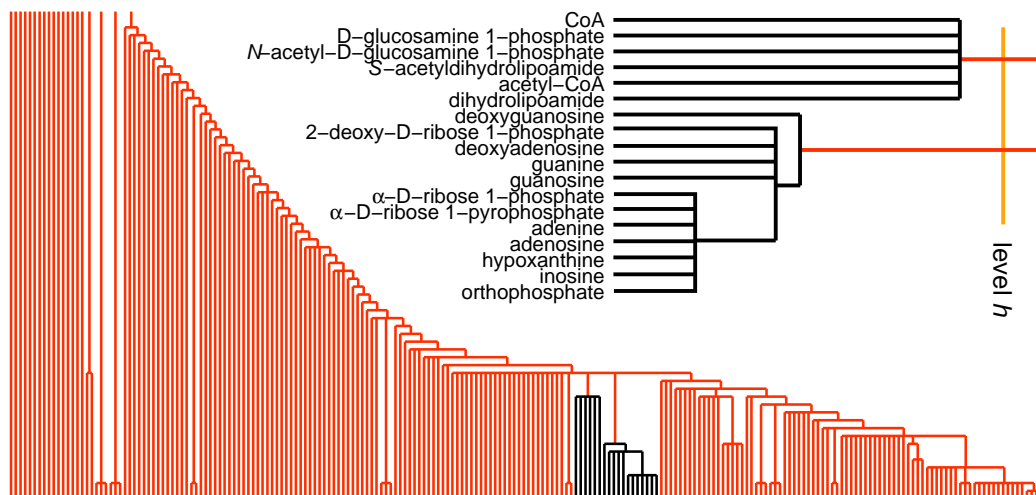 CoA
D−glucosamine 1−phosphate
N−acetyl−D−glucosamine 1−phosphate
S−acetyldihydrolipoamide
acetyl−CoA
dihydrolipoamide
deoxyguanosine
2−deoxy−D−ribose 1−phosphate
deoxyadenosine
guanine
guanosine
α−D−ribose 1−phosphate
α−D−ribose 1−pyrophosphate
adenine
adenosine
hypoxanthine
inosine
orthophosphate
level h